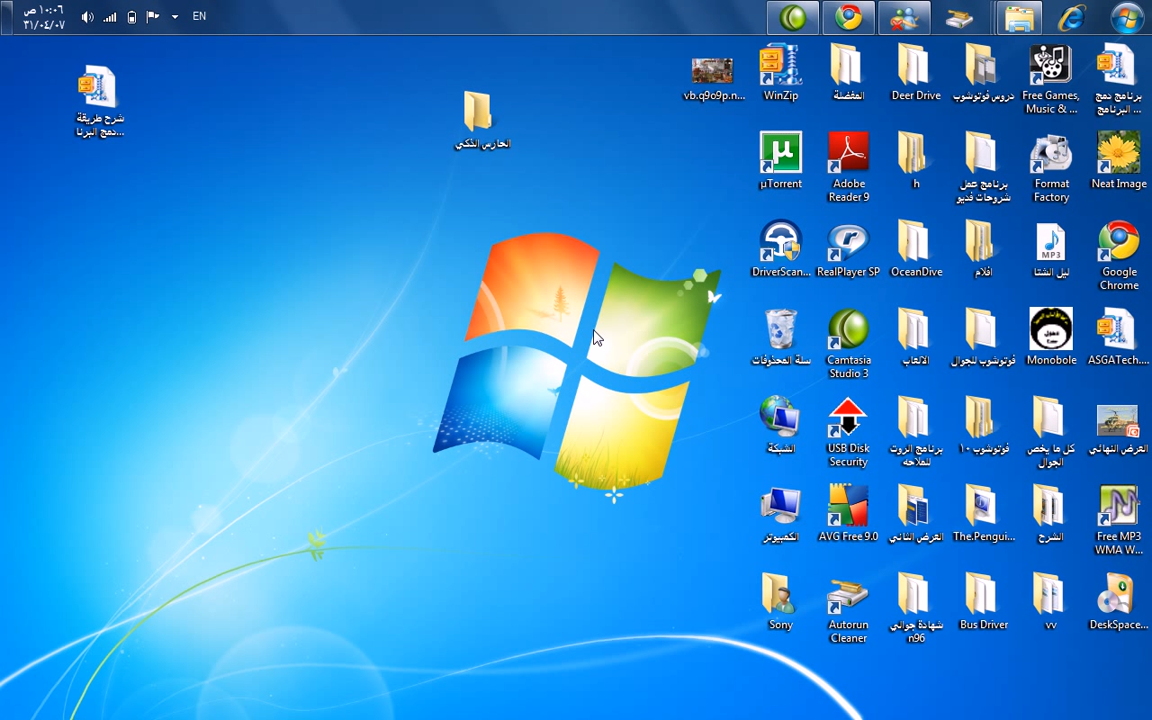 ١٠:٠٦ ص
٣١/٠٤/٠٧
EN
شرح طريقة
دمج البرنا...
الحارس الذكي
vb.q9o9p.n...
WinZip
المفضلة
Deer Drive
دروس فوتوشوب
Free Games,
Music & ...
برنامج دمج
البرنامج ...
µTorrent
Adobe
Reader 9
h
برنامج عمل
شروحات فديو
Format
Factory
Neat Image
DriverScan...
RealPlayer SP
OceanDive
افلام
MP3
ليل الشتا
Google
Chrome
سلة المحذوفات
Camtasia
Studio 3
الالعاب
فوتوشوب للجوال
Monobole
ASGATech....
الشبكة
USB Disk
Security
برنامج الروت
للملاحه
فوتوشوب ١٠
كل ما يخص
الجوال
العرض النهائي
الكمبيوتر
AVG Free 9.0
العرض الثاني
The.Pengui...
الشرح
Free MP3
WMA W...
Sony
Autorun
Cleaner
شهادة جوالي
n96
Bus Driver
vv
DeskSpace...